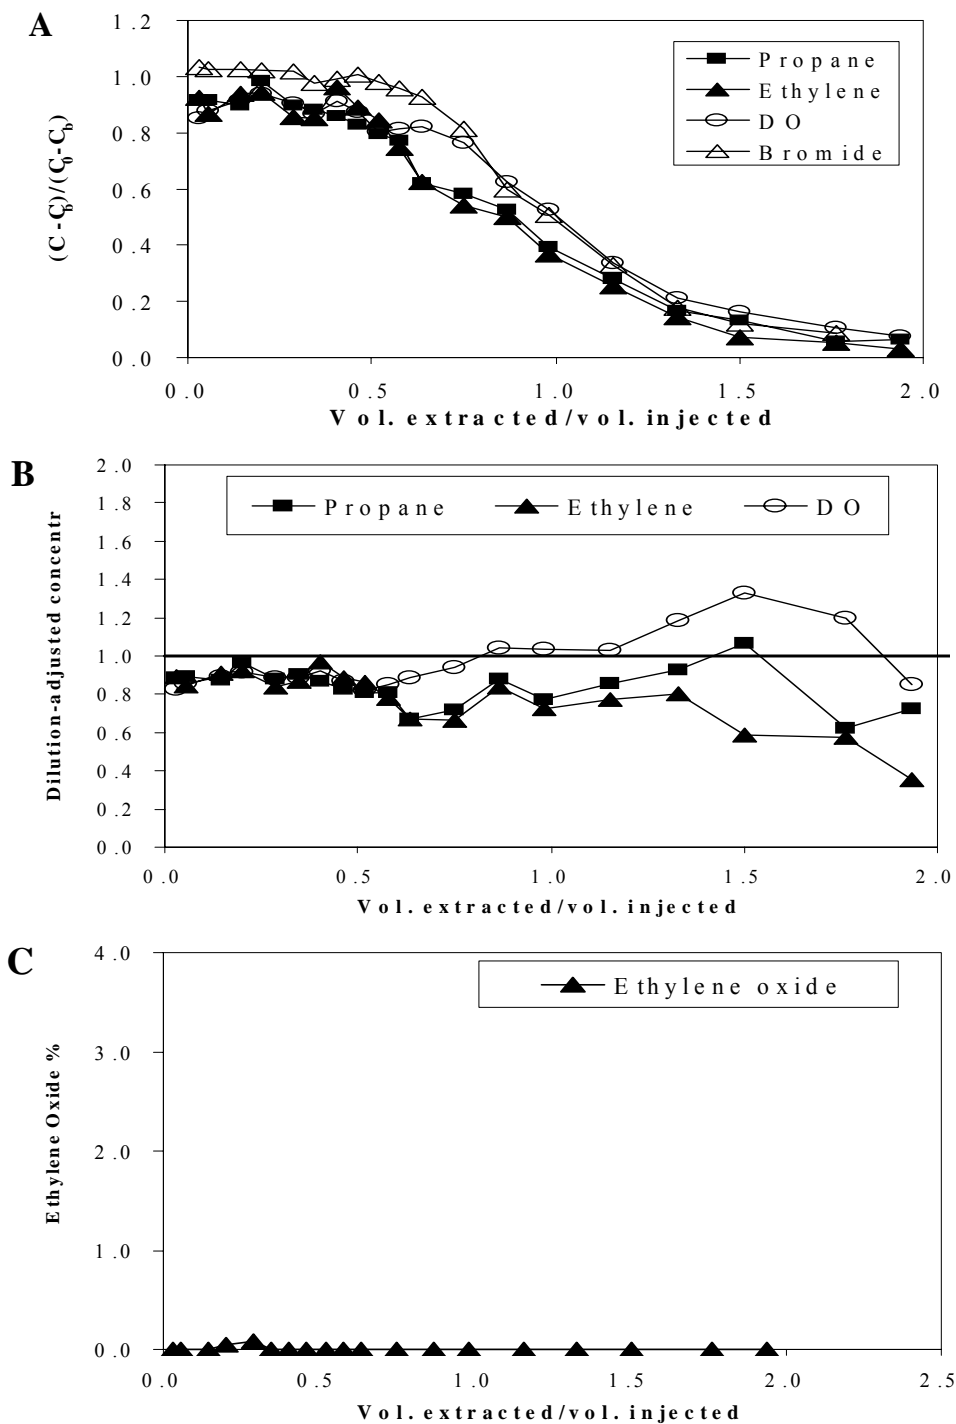 A
(C-Cb)/(C0-Cb)
1.2
1.0
0.8
0.6
0.4
0.2
0.0
Propane
Ethylene
DO
Bromide
0.0 0.5 1.0 1.5 2.0
Vol. extracted/vol. injected
B
Dilution-adjusted concentr
2.0
1.8
1.6
1.4
1.2
1.0
0.8
0.6
0.4
0.2
0.0
Propane Ethylene DO
0.0 0.5 1.0 1.5 2.0
Vol. extracted/vol. injected
C
Ethylene Oxide %
4.0
3.0
2.0
1.0
0.0
Ethylene oxide
0.0 0.5 1.0 2.0 2.5
Vol. extracted/vol. injected